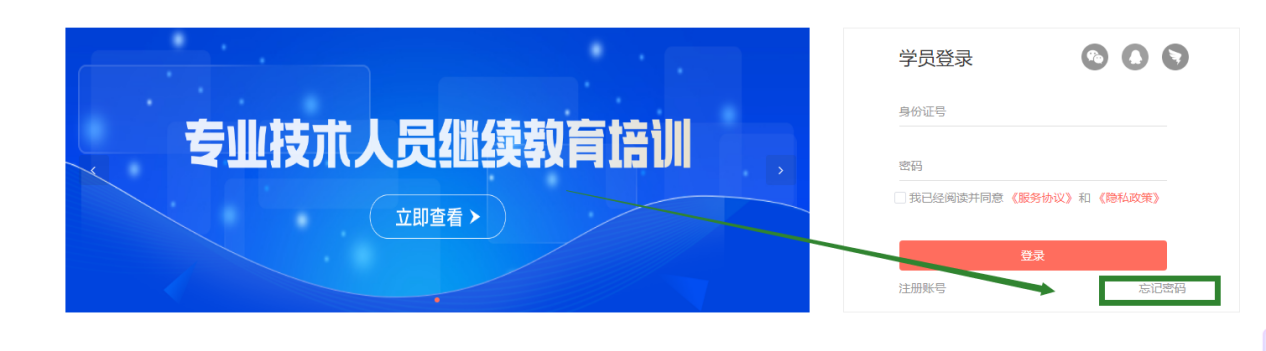 专业技术人员继续教育培训
立即查看
学员登录
身份证号
密码
我已经阅读并同意《服务协议》和《隐私政策》
登录
注册账号
忘记密码